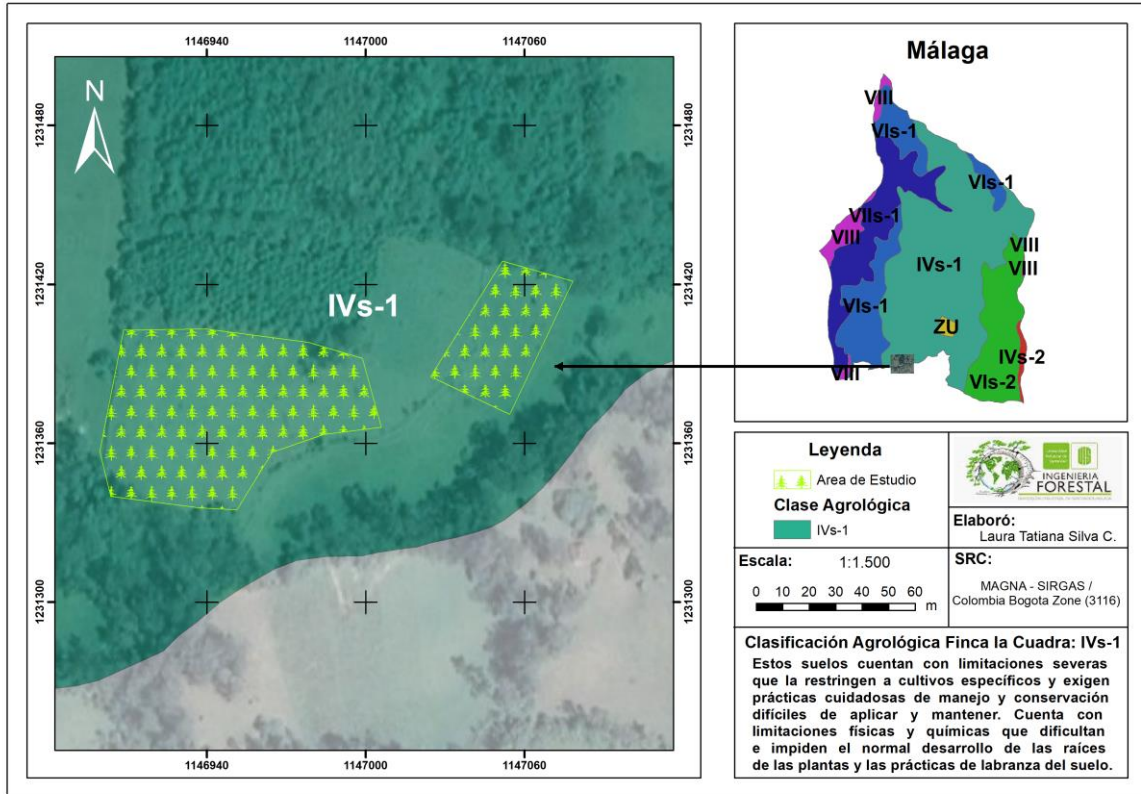 1146940
1147000
1147060
1231480
1231480
N
1231420
IVs-1
1231420
1231360
1231360
1231300
1231300
1146940
1147000
1147060
Málaga
VIII
VIs-1
VIs-1
VIIs-1
VIII
VIII
IVs-1
VIII
VIs-1
ZU
IVs-2
VIII
VIs-2
Leyenda
Area de Estudio
Clase Agrológica
IVs-1
INGENIERIA
FORESTAL
Elaboró:
Laura Tatiana Silva C.
Escala: 1:1.500
0 10 20 30 40 50 60
m
SRC:
MAGNA - SIRGAS /
Colombia Bogota Zone (3116)
Clasificación Agrológica Finca la Cuadra: IVs-1
Estos suelos cuentan con limitaciones severas
que la restringen a cultivos específicos y exigen
prácticas cuidadosas de manejo y conservación
difíciles de aplicar y mantener. Cuenta con
limitaciones físicas y químicas que dificultan
e impiden el normal desarrollo de las raíces
de las plantas y las prácticas de labranza del suelo.